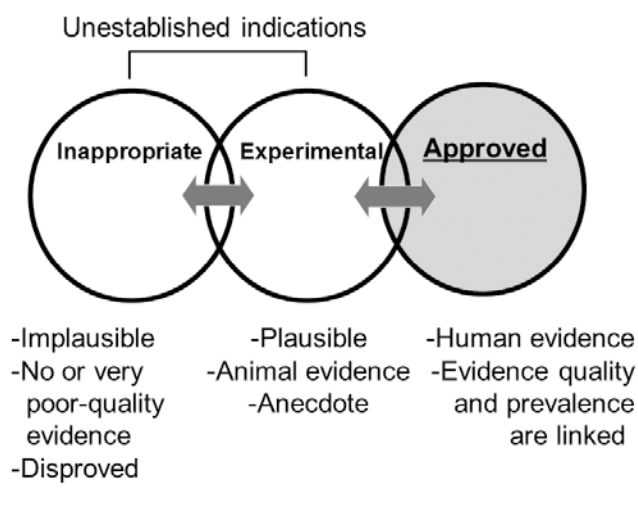 Unestablished indications
Inappropriate
Experimental
Approved
-Implausible
-No or very
poor-quality
evidence
-Disproved
-Plausible
-Animal evidence
-Anecdote
-Human evidence
-Evidence quality
and prevalence
are linked